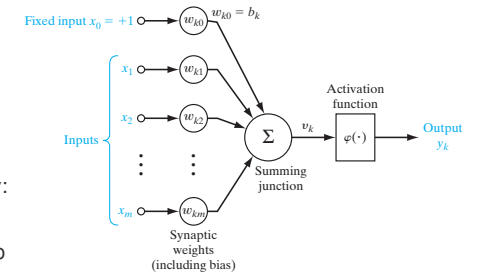 Fixed input x₀ = +1
wₖ₀
wₖ₀ = bₖ
x₁
wₖ₁
Activation
function
x₂
wₖ₂
Σ
vₖ
φ(·)
Output
yₖ
Inputs
Summing
junction
xₘ
wₖₘ
Synaptic
weights
(including bias)